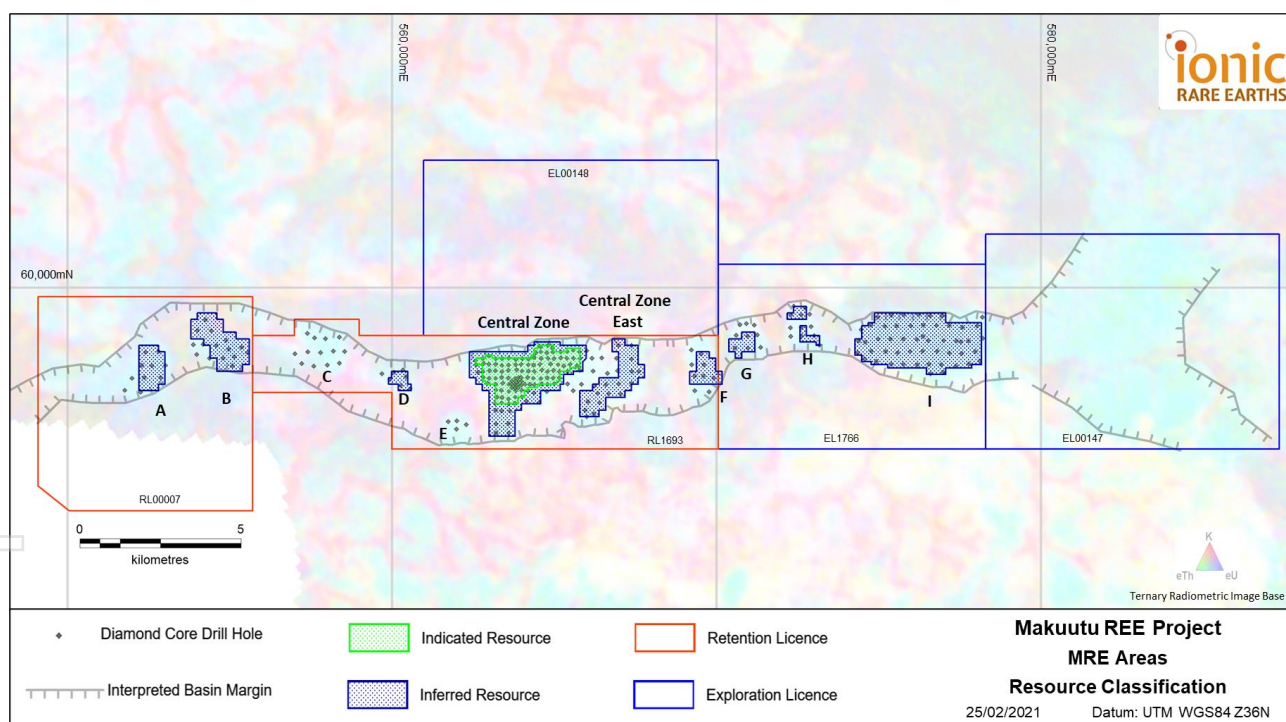 560,000mE
580,000mE
ionic
RARE EARTHS
EL00148
60,000mN
Central Zone
Central Zone
East
A
B
C
D
E
F
G
H
I
RL1693
EL1766
EL00147
RL00007
0
5
kilometres
K
eTh
eU
Ternary Radiometric Image Base
Diamond Core Drill Hole
Indicated Resource
Retention Licence
Interpreted Basin Margin
Inferred Resource
Exploration Licence
Makuutu REE Project
MRE Areas
Resource Classification
25/02/2021
Datum: UTM WGS84 Z36N